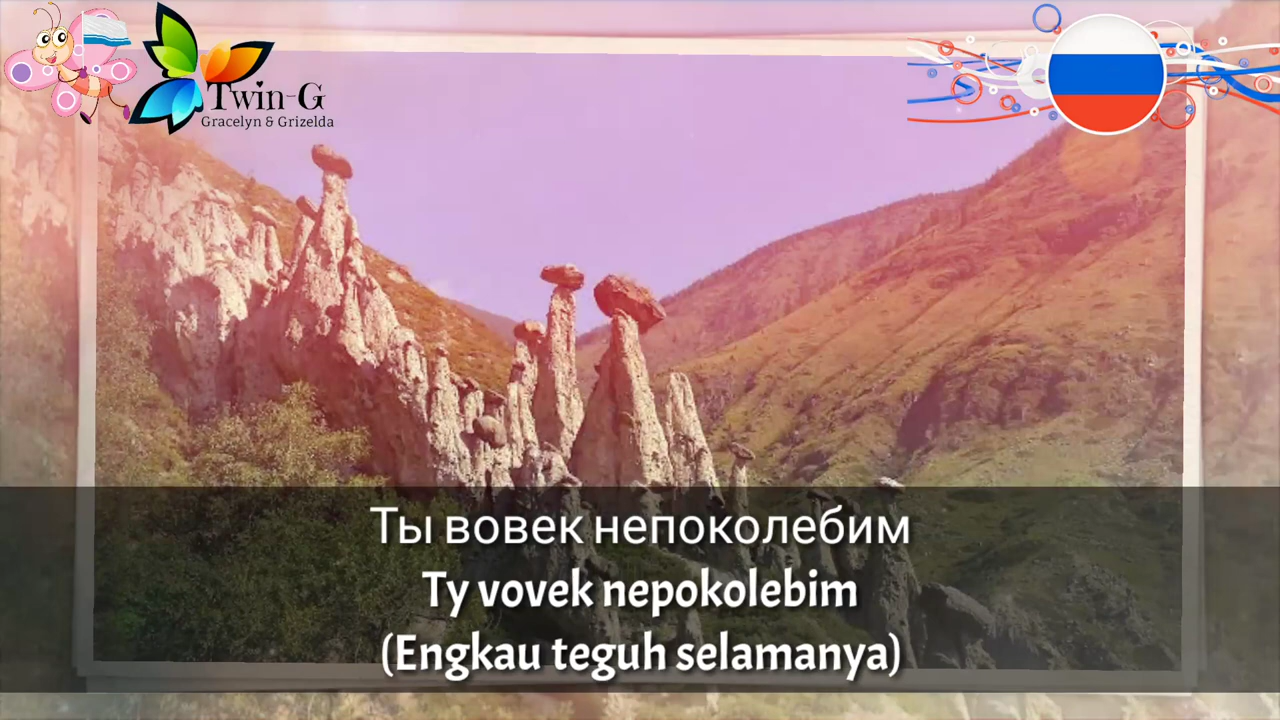 Twin-G
Gracelyn & Grizelda
Ты вовек непоколебим
Ty vovek nepokolebim
(Engkau teguh selamanya)